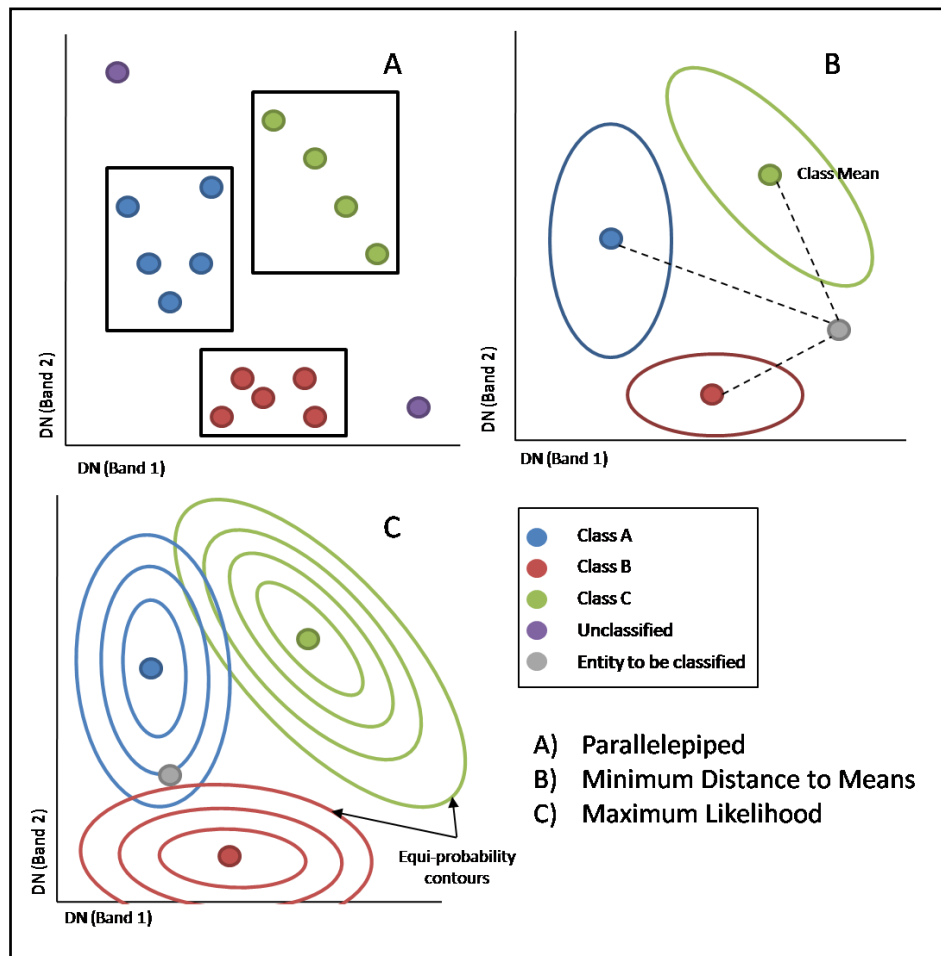 A
DN (Band 2)
DN (Band 1)
B
Class Mean
DN (Band 2)
DN (Band 1)
C
Equi-probability
contours
DN (Band 2)
DN (Band 1)
Class A
Class B
Class C
Unclassified
Entity to be classified
A) Parallelepiped
B) Minimum Distance to Means
C) Maximum Likelihood